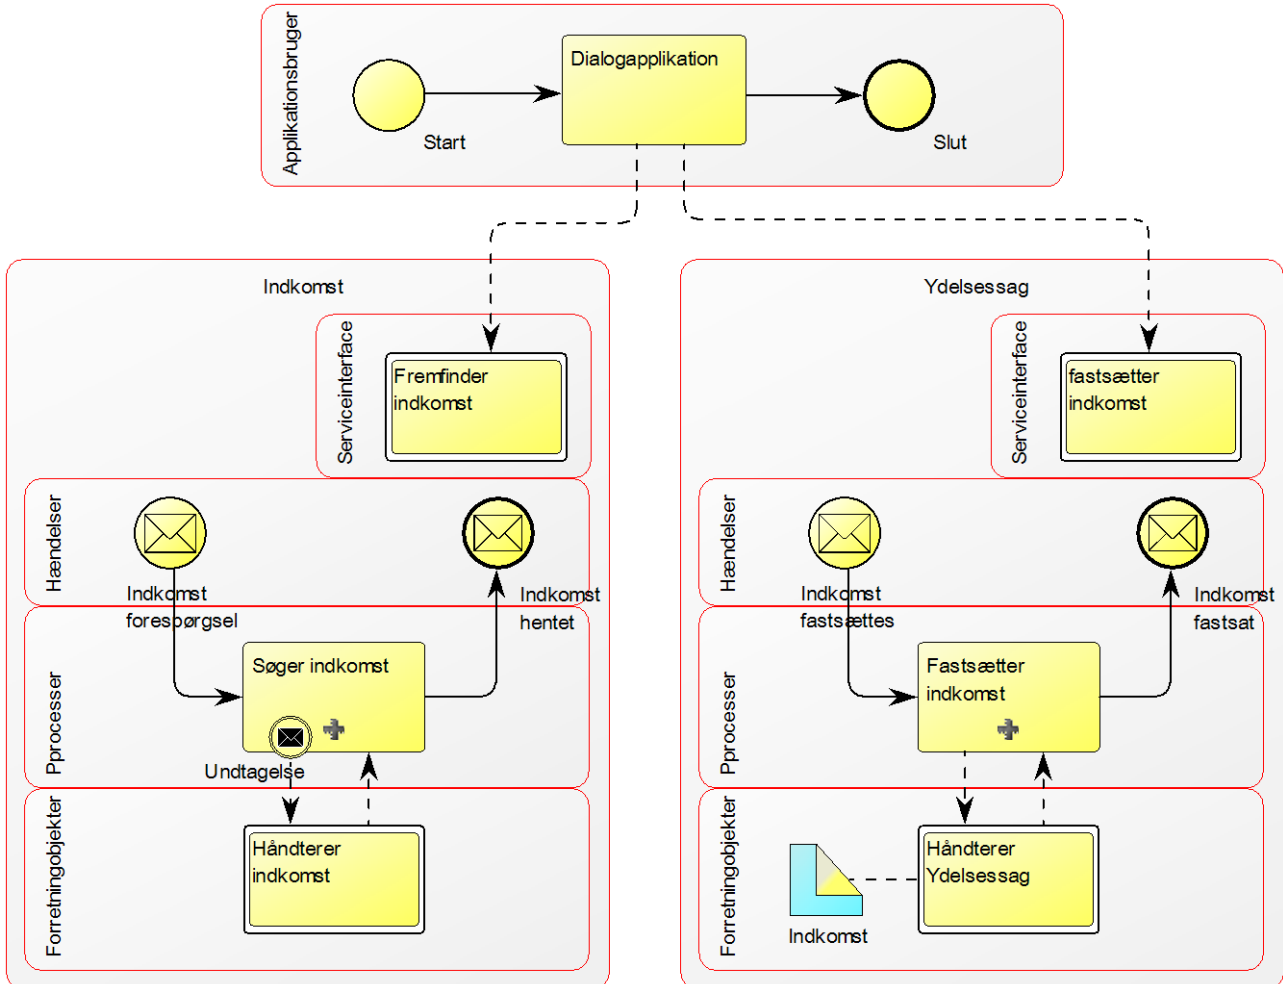 Applikationsbruger
Start
Dialogapplikation
Slut
Indkomst
Serviceinterface
Fremfinder
indkomst
Hændelser
Indkomst
forespørgsel
Indkomst
hentet
Pprocesser
Søger indkomst
Undtagelse
Forretningobjekter
Håndterer
indkomst
Ydelsessag
Serviceinterface
fastsætter
indkomst
Hændelser
Indkomst
fastsættes
Indkomst
fastsat
Pprocesser
Fastsætter
indkomst
Forretningobjekter
Indkomst
Håndterer
Ydelsessag